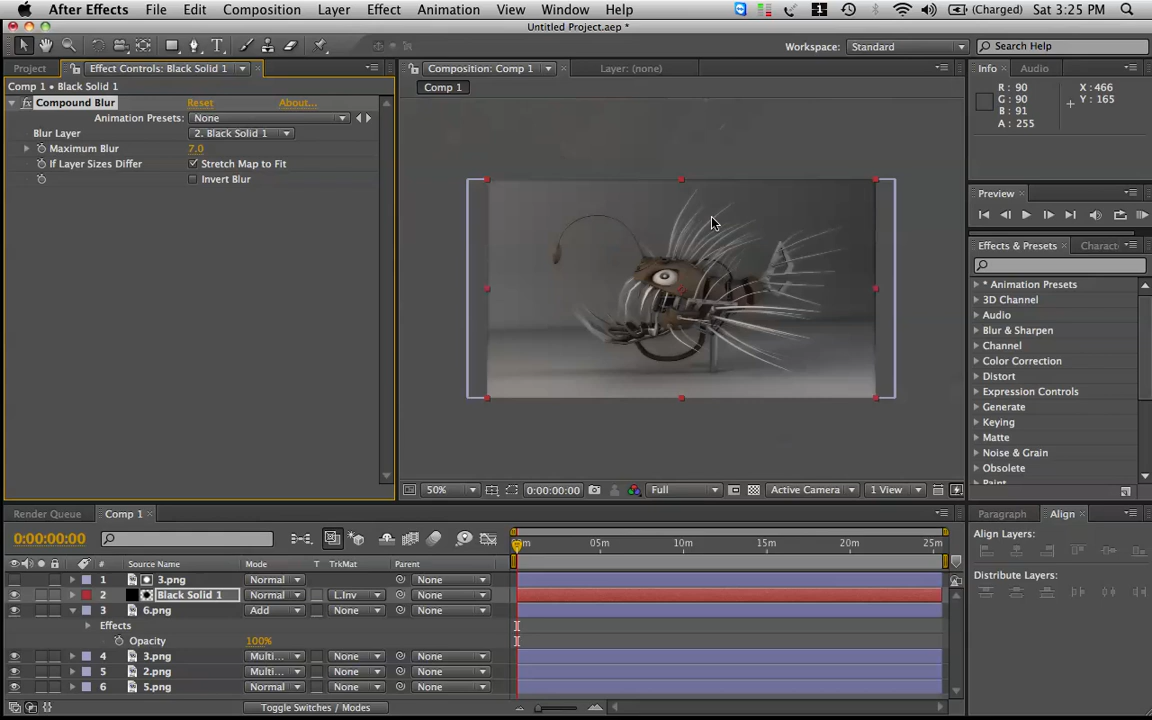 After Effects File Edit Composition Layer Effect Animation View Window Help (Charged) Sat 3:25 PM
Untitled Project.aep *
Workspace: Standard Search Help
Project Effect Controls: Black Solid 1 Composition: Comp 1 Layer: (none) Info Audio
Comp 1 • Black Solid 1 Comp 1
fx Compound Blur Reset About...
Animation Presets: None
Blur Layer 2. Black Solid 1
Maximum Blur 7.0
If Layer Sizes Differ Stretch Map to Fit
Invert Blur
R: 90 X: 466
G: 90 Y: 165
B: 91
A: 255
Preview
Effects & Presets Charact
* Animation Presets
3D Channel
Audio
Blur & Sharpen
Channel
Color Correction
Distort
Expression Controls
Generate
Keying
Matte
Noise & Grain
Obsolete
Paint
50% 0:00:00:00 Full Active Camera 1 View
Render Queue Comp 1 Paragraph Align
0:00:00:00 05m 10m 15m 20m 25m
Align Layers:
Distribute Layers:
# Source Name Mode T TrkMat Parent
1 3.png Normal None
2 Black Solid 1 Normal L.Inv None
3 6.png Add None None
Effects
Opacity 100%
4 3.png Multi... None None
5 2.png Multi... None None
6 5.png Normal None None
Toggle Switches / Modes